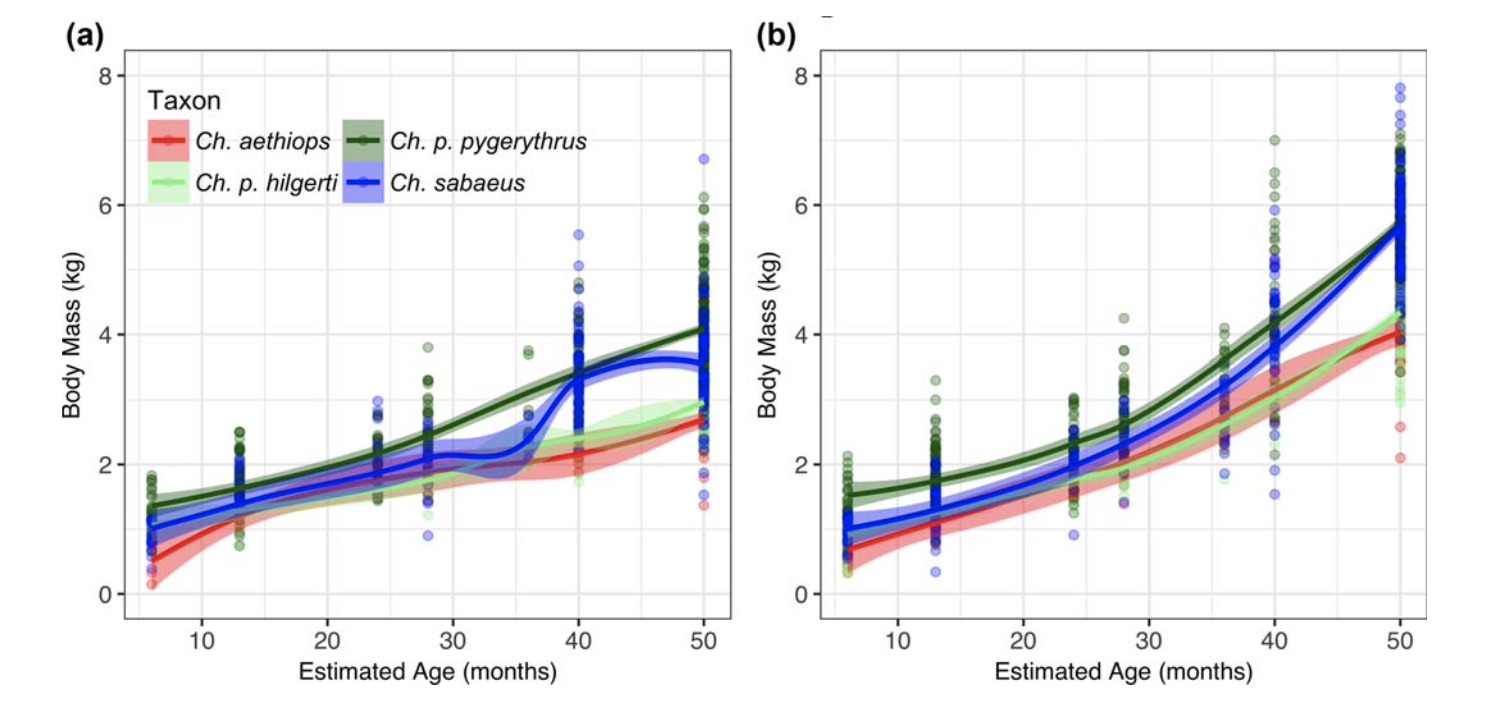 (a)
(b)
Taxon
Ch. aethiops
Ch. p. pygerythrus
Ch. p. hilgerti
Ch. sabaeus
8
6
4
2
0
Body Mass (kg)
10 20 30 40 50
Estimated Age (months)
8
6
4
2
0
Body Mass (kg)
10 20 30 40 50
Estimated Age (months)